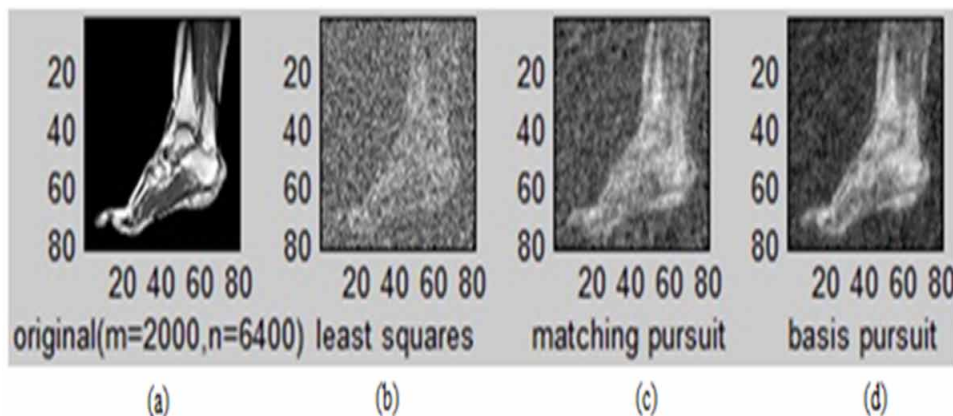 20 20 20 20
40 40 40 40
60 60 60 60
80 80 80 80
20 40 60 80 20 40 60 80 20 40 60 80 20 40 60 80
original(m=2000,n=6400) least squares matching pursuit basis pursuit
(a) (b) (c) (d)